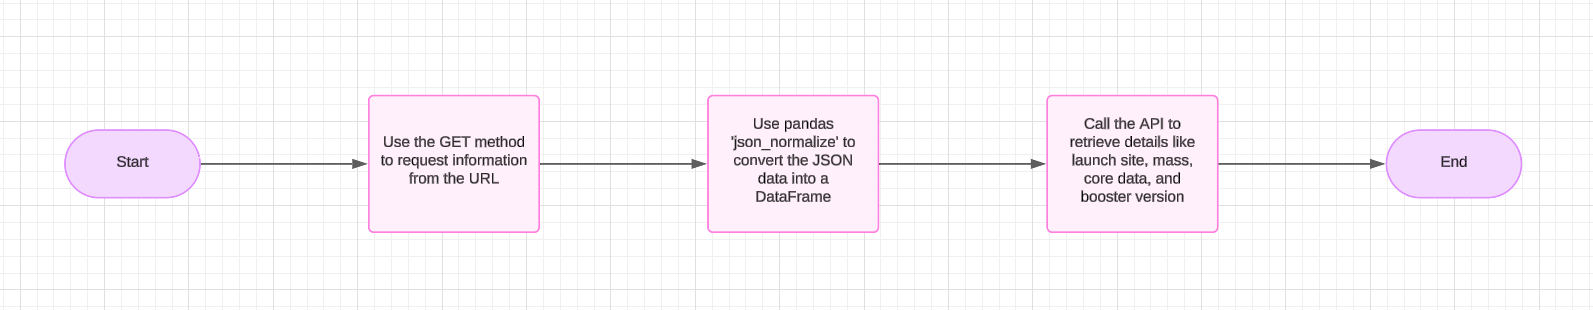 Start
Use the GET method
to request information
from the URL
Use pandas
'json_normalize' to
convert the JSON
data into a
DataFrame
Call the API to
retrieve details like
launch site, mass,
core data, and
booster version
End